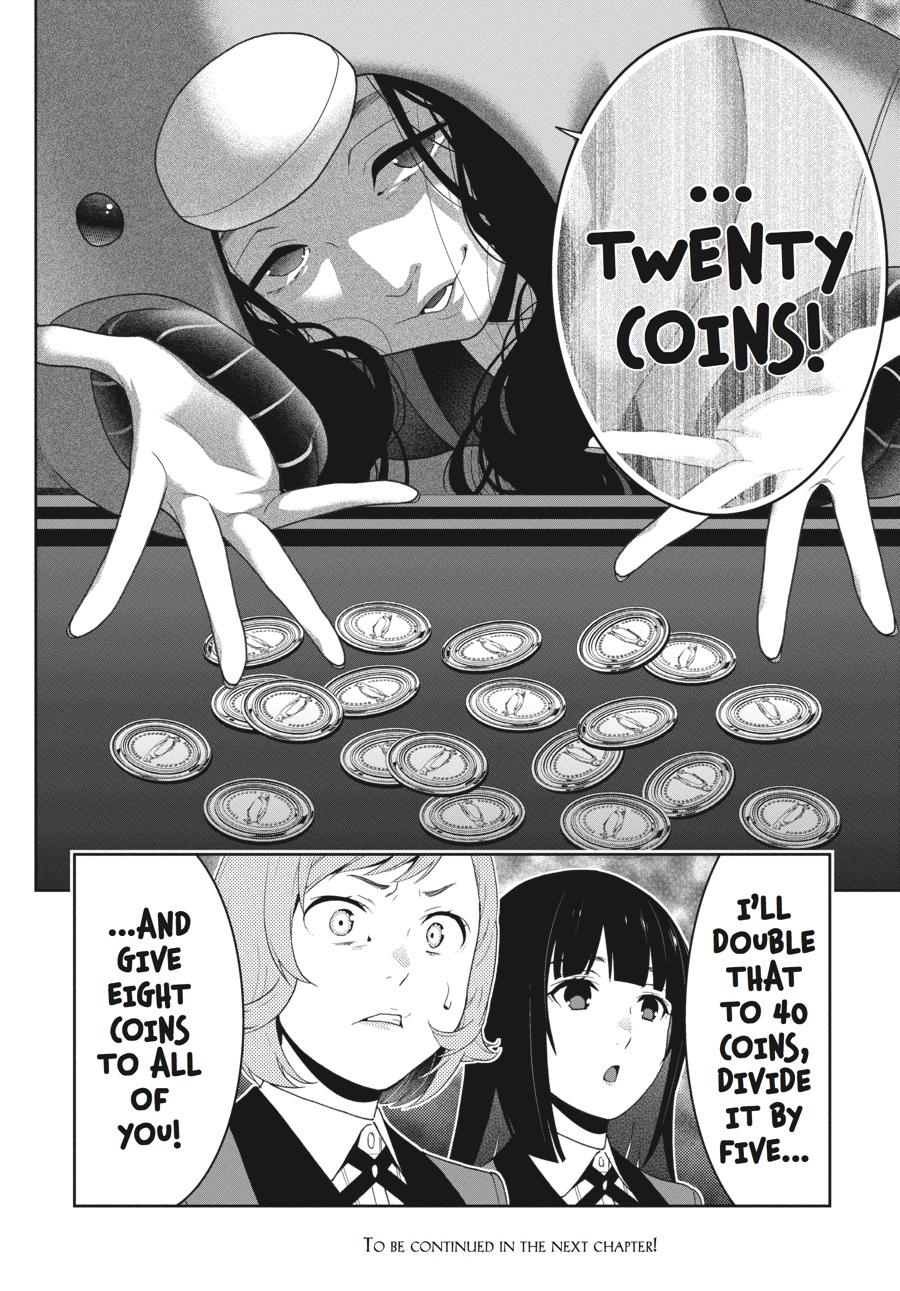 ...
TWENTY
COINS!
I'LL
DOUBLE
THAT
TO 40
COINS,
DIVIDE
IT BY
FIVE...
...AND
GIVE
EIGHT
COINS
TO ALL
OF
YOU!
TO BE CONTINUED IN THE NEXT CHAPTER!